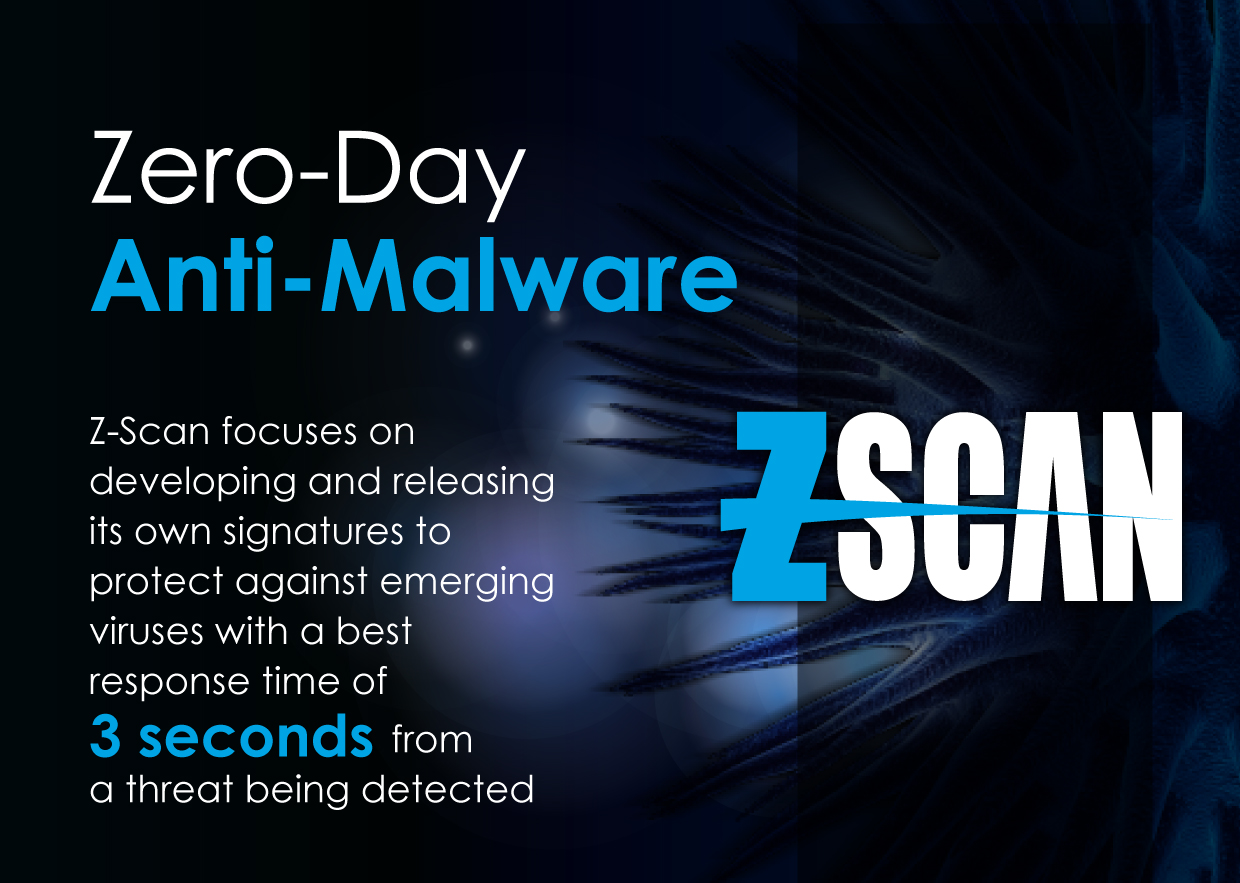 Zero-Day
Anti-Malware
Z-Scan focuses on
developing and releasing
its own signatures to
protect against emerging
viruses with a best
response time of
3 seconds from
a threat being detected
ZSCAN